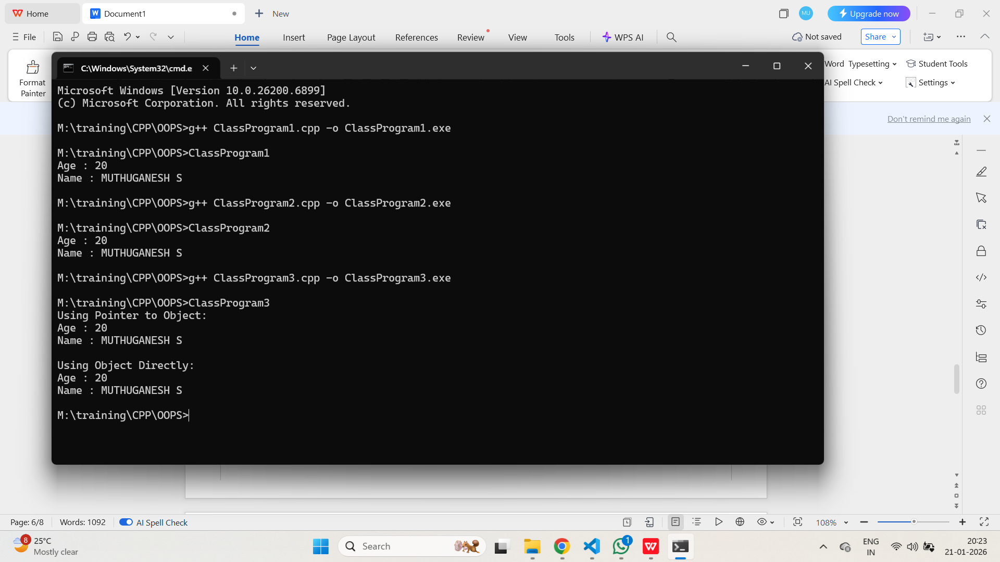 Home
Document1
New
MU
Upgrade now
File
Home
Insert
Page Layout
References
Review
View
Tools
WPS AI
Not saved
Share
Format
Painter
C:\Windows\System32\cmd.e
Word Typesetting
Student Tools
AI Spell Check
Settings
Don't remind me again
Microsoft Windows [Version 10.0.26200.6899]
(c) Microsoft Corporation. All rights reserved.
M:\training\CPP\OOPS>g++ ClassProgram1.cpp -o ClassProgram1.exe
M:\training\CPP\OOPS>ClassProgram1
Age : 20
Name : MUTHUGANESH S
M:\training\CPP\OOPS>g++ ClassProgram2.cpp -o ClassProgram2.exe
M:\training\CPP\OOPS>ClassProgram2
Age : 20
Name : MUTHUGANESH S
M:\training\CPP\OOPS>g++ ClassProgram3.cpp -o ClassProgram3.exe
M:\training\CPP\OOPS>ClassProgram3
Using Pointer to Object:
Age : 20
Name : MUTHUGANESH S
Using Object Directly:
Age : 20
Name : MUTHUGANESH S
M:\training\CPP\OOPS>
Page: 6/8
Words: 1092
AI Spell Check
108%
8
25°C
Mostly clear
Search
1
ENG
IN
20:23
21-01-2026